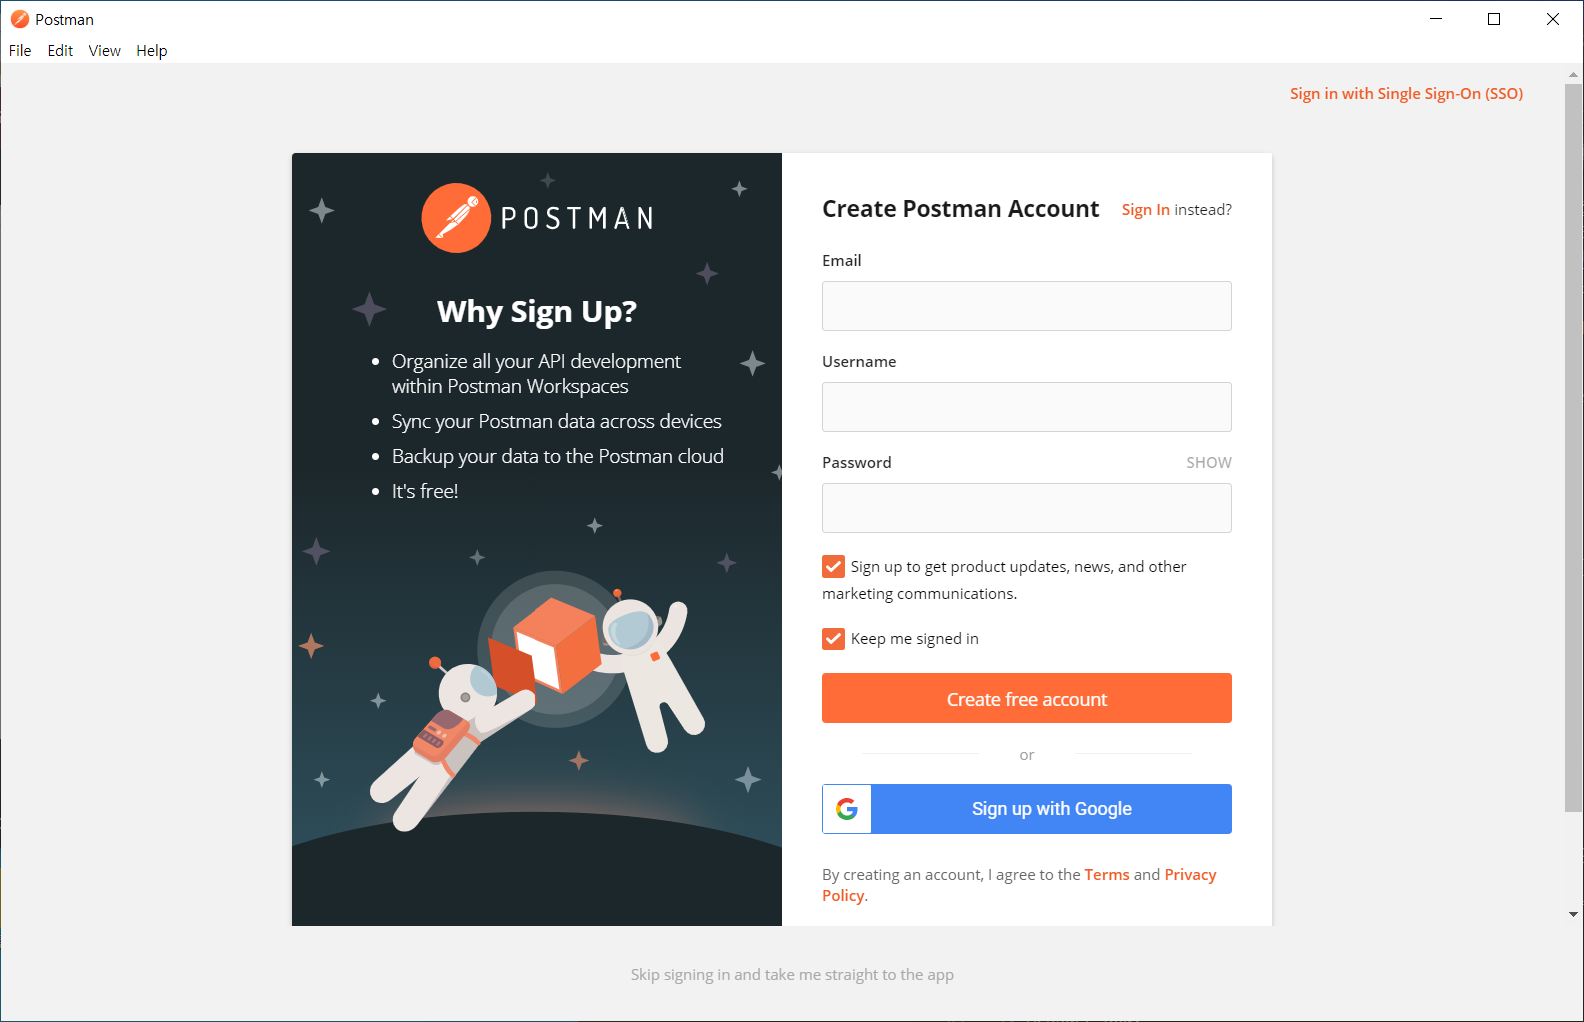 Postman
File Edit View Help
Sign in with Single Sign-On (SSO)
POSTMAN
Why Sign Up?
Organize all your API development
within Postman Workspaces
Sync your Postman data across devices
Backup your data to the Postman cloud
It's free!
Create Postman Account Sign In instead?
Email
Username
Password SHOW
Sign up to get product updates, news, and other
marketing communications.
Keep me signed in
Create free account
or
Sign up with Google
By creating an account, I agree to the Terms and Privacy
Policy.
Skip signing in and take me straight to the app